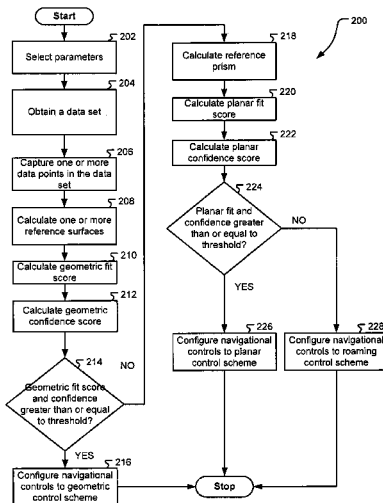 Start
202
Select parameters
204
Obtain a data set
206
Capture one or more
data points in the data
set
208
Calculate one or more
reference surfaces
210
Calculate geometric fit
score
212
Calculate geometric
confidence score
214
NO
Geometric fit score
and confidence
greater than or equal
to threshold?
YES
216
Configure navigational
controls to geometric
control scheme
200
218
Calculate reference
prism
220
Calculate planar fit
score
222
Calculate planar
confidence score
224
Planar fit and
confidence greater
than or equal to
threshold?
NO
YES
226
Configure navigational
controls to planar
control scheme
228
Configure navigational
controls to roaming
control scheme
Stop